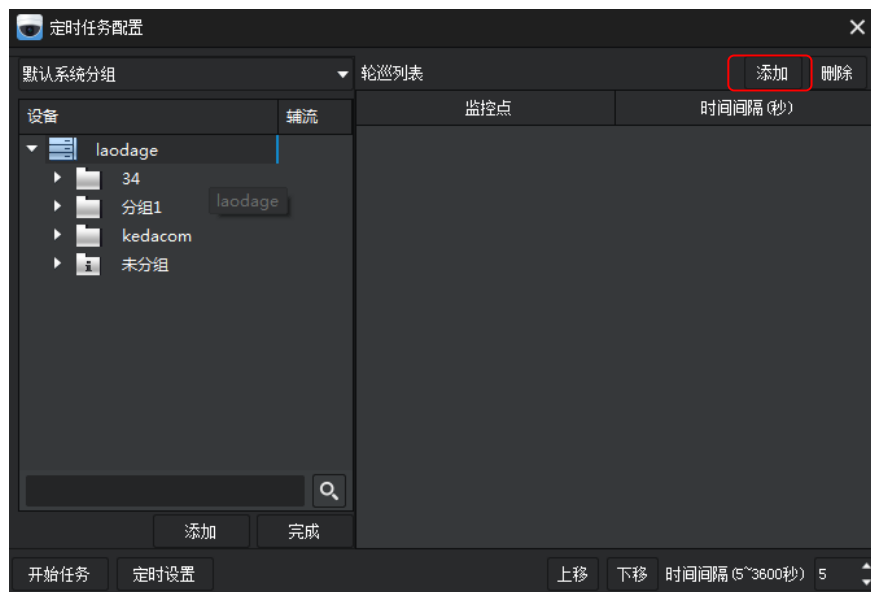 定时任务配置
默认系统分组
轮巡列表 添加 删除
设备 辅流
监控点 时间间隔(秒)
laodage
34
分组1
laodage
kedacom
未分组
添加 完成
开始任务 定时设置 上移 下移 时间间隔(5~3600秒) 5